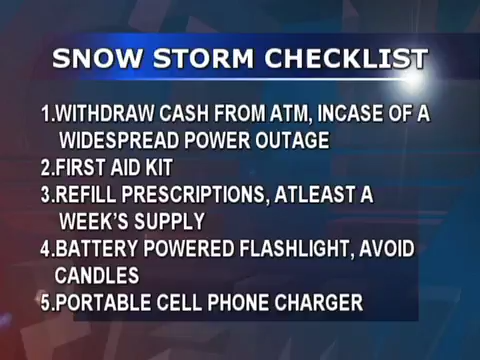 SNOW STORM CHECKLIST
1.WITHDRAW CASH FROM ATM, INCASE OF A
WIDESPREAD POWER OUTAGE
2.FIRST AID KIT
3.REFILL PRESCRIPTIONS, ATLEAST A
WEEK'S SUPPLY
4.BATTERY POWERED FLASHLIGHT, AVOID
CANDLES
5.PORTABLE CELL PHONE CHARGER